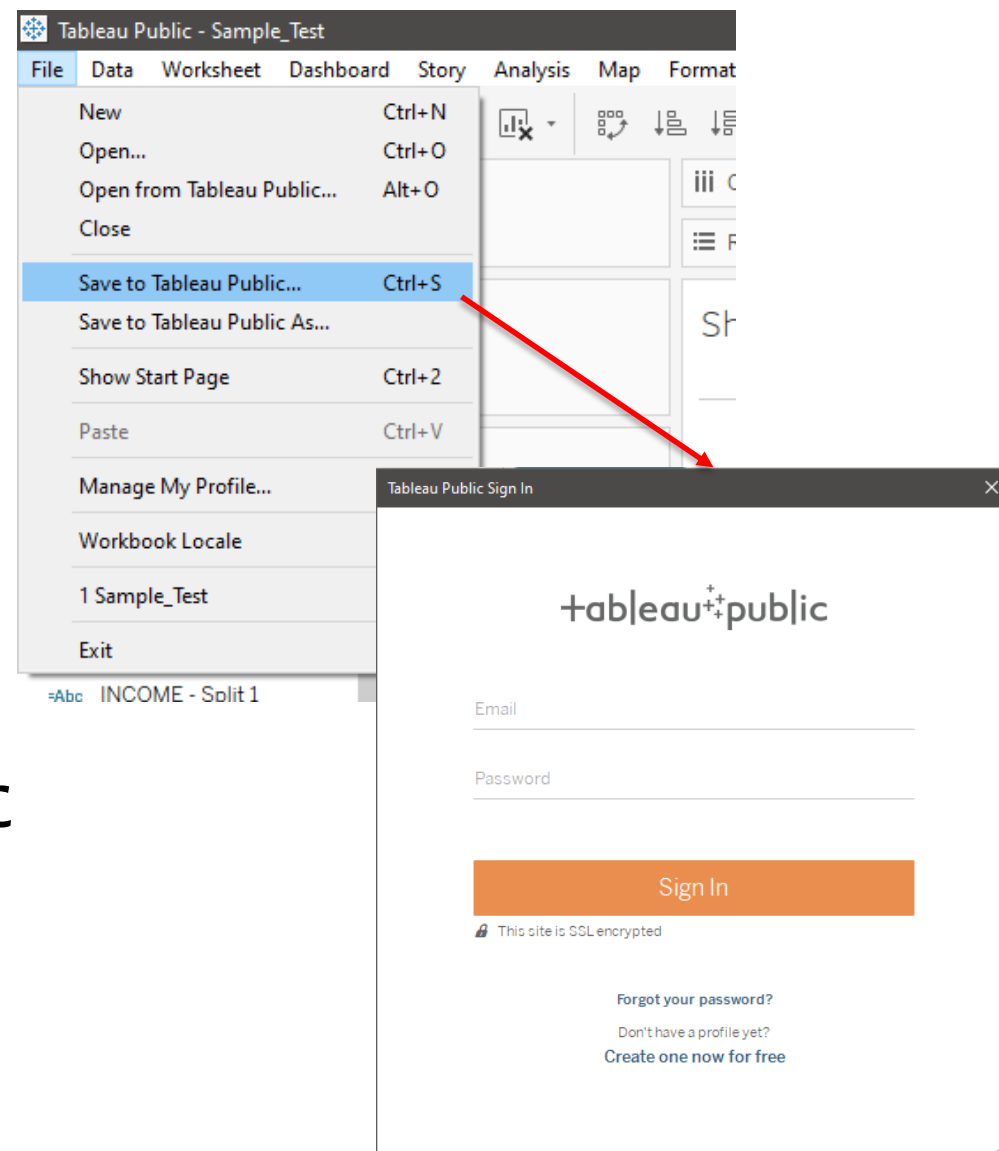 Tableau Public - Sample_Test
File Data Worksheet Dashboard Story Analysis Map Format
New Ctrl+N
Open... Ctrl+O
Open from Tableau Public... Alt+O
Close
Save to Tableau Public... Ctrl+S
Save to Tableau Public As...
Show Start Page Ctrl+2
Paste Ctrl+V
Manage My Profile...
Workbook Locale
1 Sample_Test
Exit
=Abc INCOME - Split 1
Sh
Tableau Public Sign In
+ableau public
Email
Password
Sign In
This site is SSL encrypted
Forgot your password?
Don't have a profile yet?
Create one now for free